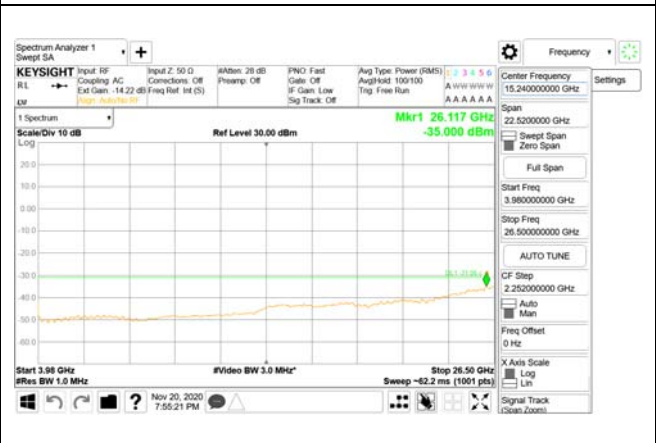 Spectrum Analyzer 1
Swept SA
Frequency
KEYSIGHT
Input: RF
Coupling: AC
Ext Gain: -14.22 dB
Align: Auto/No RF
Input Z: 50 Ω
Corrections: Off
Freq Ref: Int (S)
#Atten: 28 dB
Preamp: Off
PNO: Fast
Gate: Off
IF Gain: Low
Sig Track: Off
Avg Type: Power (RMS)
Avg|Hold: 100/100
Trig: Free Run
1 2 3 4 5 6
A W W W W W
A A A A A A
RL
LXI
1 Spectrum
Scale/Div 10 dB
Ref Level 30.00 dBm
Mkr1 26.117 GHz
-35.000 dBm
Log
20.0
10.0
0.00
-10.0
-20.0
-30.0
-40.0
-50.0
-60.0
Start 3.98 GHz
#Res BW 1.0 MHz
#Video BW 3.0 MHz*
Stop 26.50 GHz
Sweep ~62.2 ms (1001 pts)
Nov 20, 2020
7:55:21 PM
Center Frequency
15.240000000 GHz
Settings
Span
22.5200000 GHz
Swept Span
Zero Span
Full Span
Start Freq
3.980000000 GHz
Stop Freq
26.500000000 GHz
AUTO TUNE
CF Step
2.252000000 GHz
Auto
Man
Freq Offset
0 Hz
X Axis Scale
Log
Lin
Signal Track
(Span Zoom)